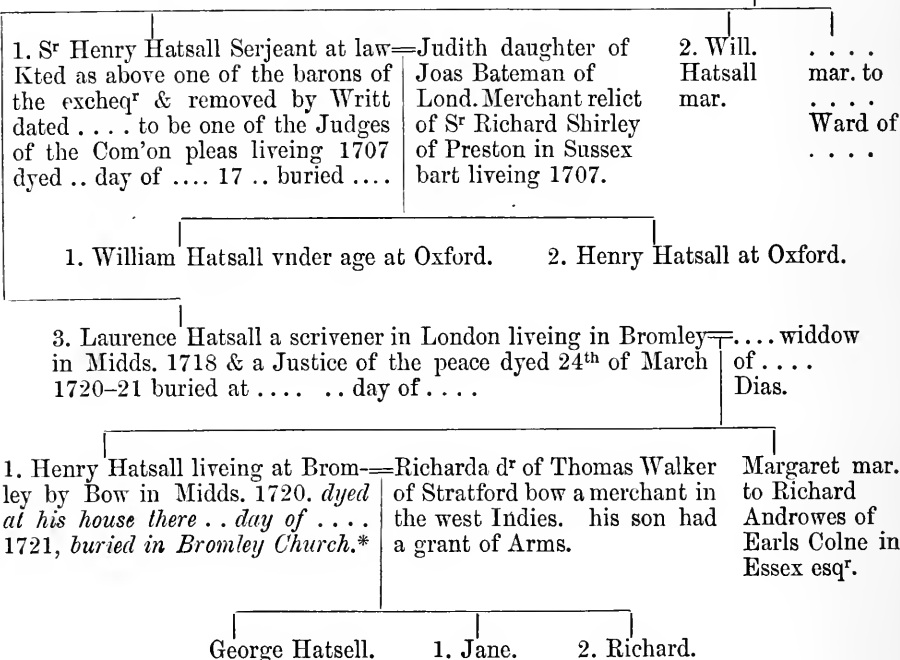 1. Sʳ Henry Hatsall Serjeant at law
Kted as above one of the barons of
the excheqʳ & removed by Writt
dated .... to be one of the Judges
of the Com'on pleas liveing 1707
dyed .. day of .... 17 .. buried ....
Judith daughter of
Joas Bateman of
Lond. Merchant relict
of Sʳ Richard Shirley
of Preston in Sussex
bart liveing 1707.
2. Will.
Hatsall
mar.
. . . .
mar. to
. . . .
Ward of
. . . .
1. William Hatsall vnder age at Oxford.
2. Henry Hatsall at Oxford.
3. Laurence Hatsall a scrivener in London liveing in Bromley
in Midds. 1718 & a Justice of the peace dyed 24ᵗʰ of March
1720–21 buried at .... .. day of ....
.... widdow
of ....
Dias.
1. Henry Hatsall liveing at Brom-
ley by Bow in Midds. 1720. dyed
at his house there .. day of ....
1721, buried in Bromley Church.*
Richarda dʳ of Thomas Walker
of Stratford bow a merchant in
the west Indies. his son had
a grant of Arms.
Margaret mar.
to Richard
Androwes of
Earls Colne in
Essex esqʳ.
George Hatsell.
1. Jane.
2. Richard.